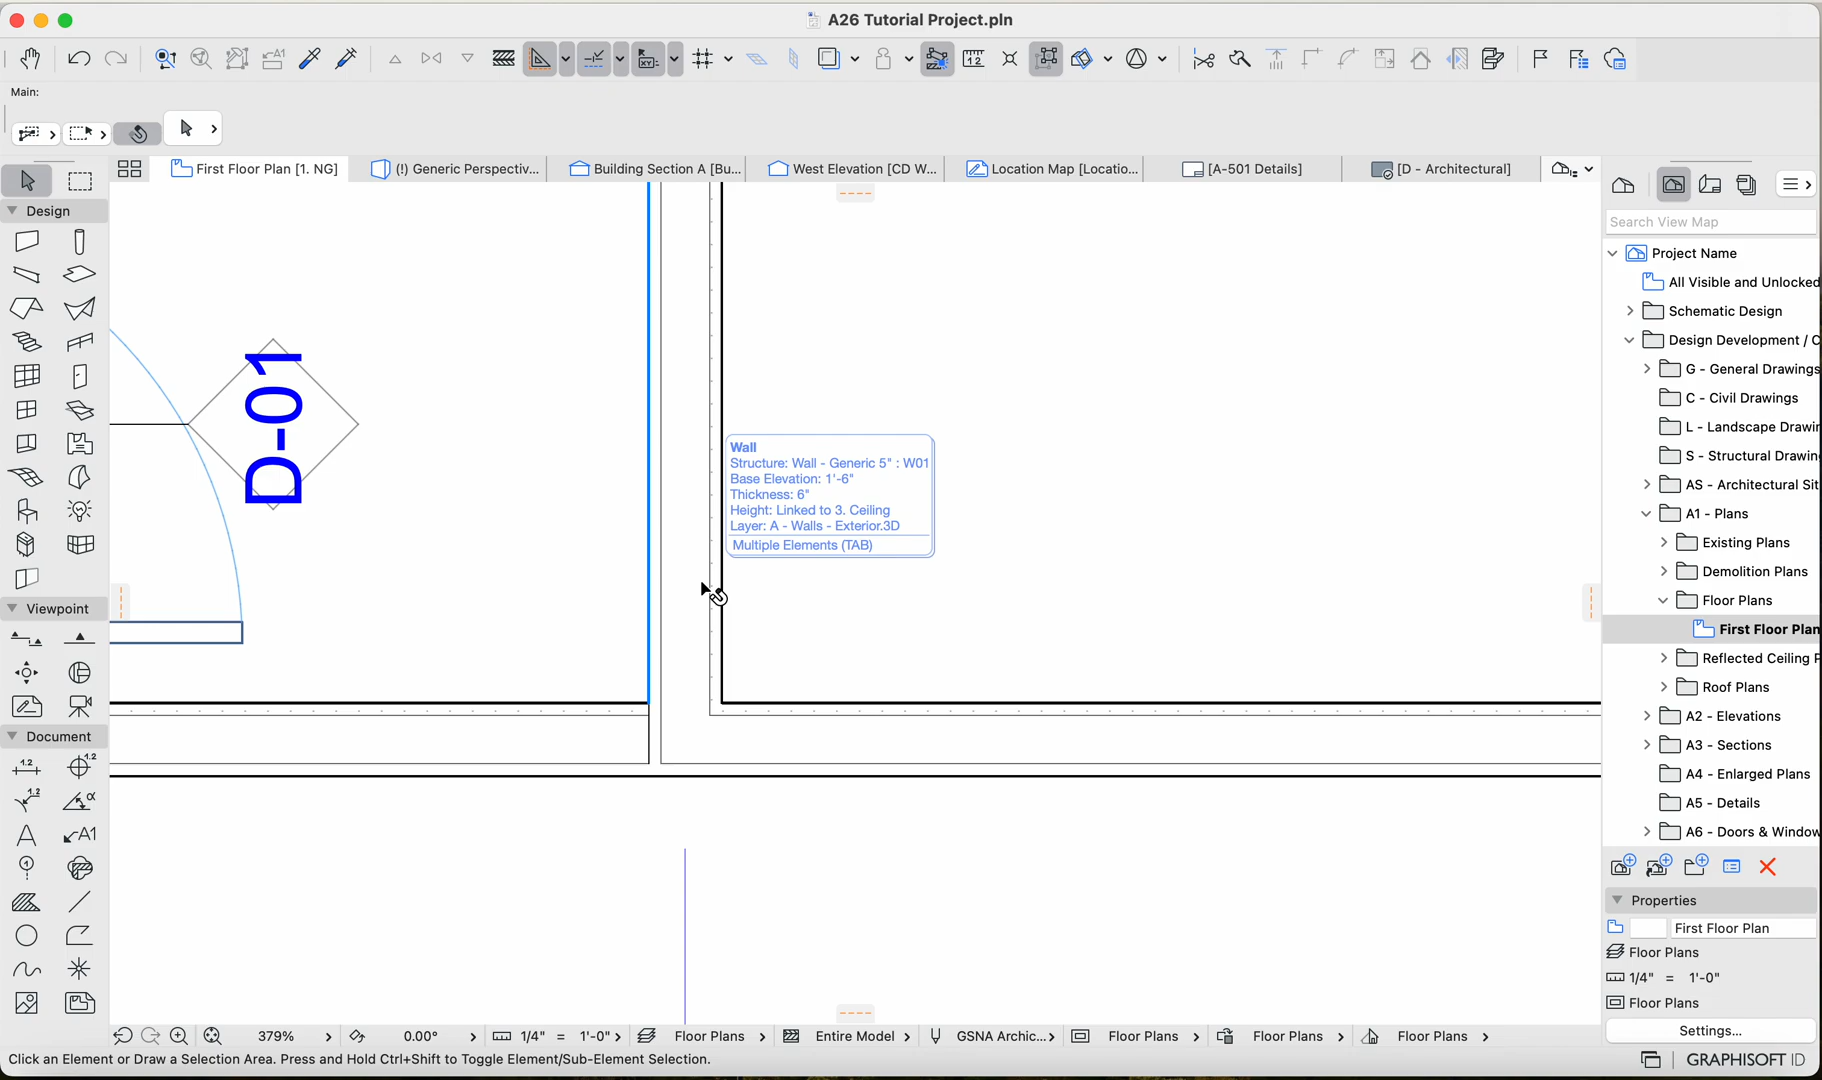 A26 Tutorial Project.pln
Main:
First Floor Plan [1. NG]
(!) Generic Perspectiv...
Building Section A [Bu...
West Elevation [CD W...
Location Map [Locatio...
[A-501 Details]
[D - Architectural]
Design
Viewpoint
Document
D-01
Wall
Structure: Wall - Generic 5" : W01
Base Elevation: 1'-6"
Thickness: 6"
Height: Linked to 3. Ceiling
Layer: A - Walls - Exterior.3D
Multiple Elements (TAB)
Search View Map
Project Name
All Visible and Unlocked
Schematic Design
Design Development / C
G - General Drawings
C - Civil Drawings
L - Landscape Drawin
S - Structural Drawin
AS - Architectural Sit
A1 - Plans
Existing Plans
Demolition Plans
Floor Plans
First Floor Plan
Reflected Ceiling P
Roof Plans
A2 - Elevations
A3 - Sections
A4 - Enlarged Plans
A5 - Details
A6 - Doors & Window
Properties
First Floor Plan
Floor Plans
1/4" = 1'-0"
Floor Plans
Settings...
379%
0.00°
1/4" = 1'-0"
Floor Plans
Entire Model
GSNA Archic...
Floor Plans
Floor Plans
Floor Plans
Click an Element or Draw a Selection Area. Press and Hold Ctrl+Shift to Toggle Element/Sub-Element Selection.
GRAPHISOFT ID